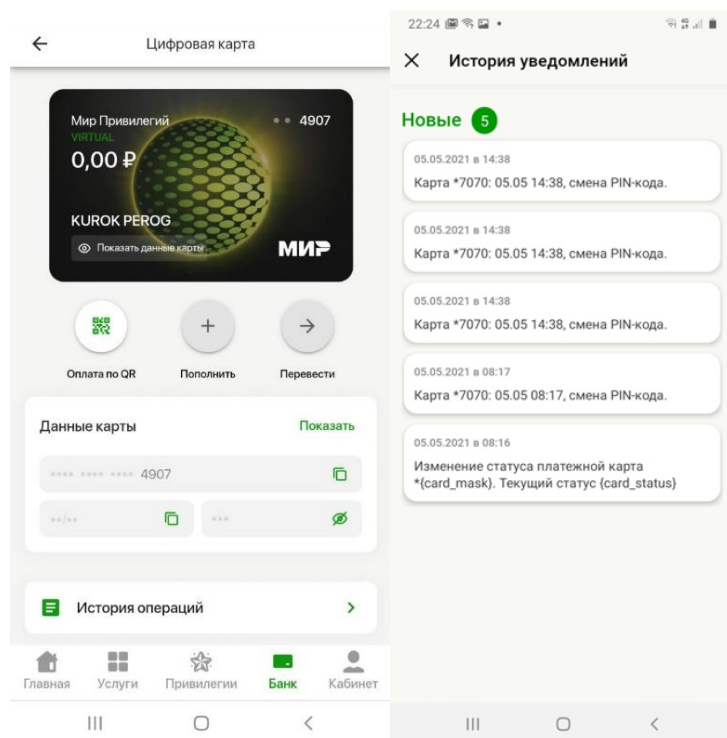 Цифровая карта
Мир Привилегий
•• 4907
VIRTUAL
0,00 ₽
KUROK PEROG
Показать данные карты
МИР
Оплата по QR
Пополнить
Перевести
Данные карты
Показать
•••• •••• •••• 4907
••/••
•••
История операций
Главная
Услуги
Привилегии
Банк
Кабинет
22:24
История уведомлений
Новые 5
05.05.2021 в 14:38
Карта *7070: 05.05 14:38, смена PIN-кода.
05.05.2021 в 14:38
Карта *7070: 05.05 14:38, смена PIN-кода.
05.05.2021 в 14:38
Карта *7070: 05.05 14:38, смена PIN-кода.
05.05.2021 в 08:17
Карта *7070: 05.05 08:17, смена PIN-кода.
05.05.2021 в 08:16
Изменение статуса платежной карта
*{card_mask}. Текущий статус {card_status}